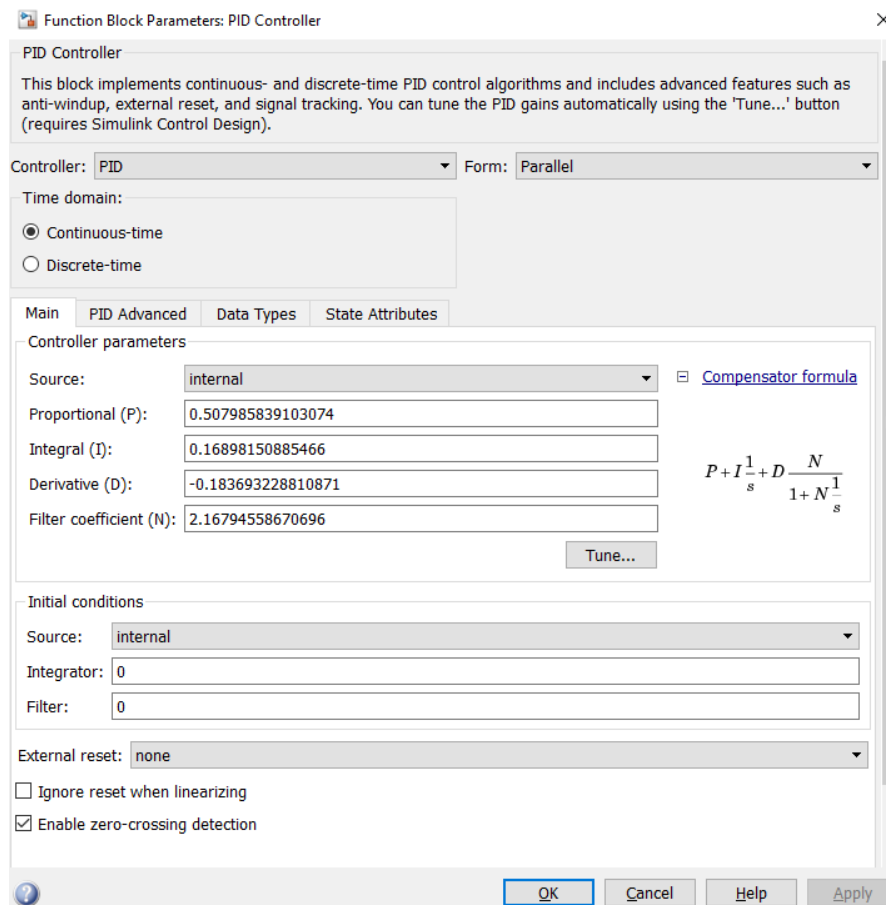 Function Block Parameters: PID Controller
PID Controller
This block implements continuous- and discrete-time PID control algorithms and includes advanced features such as
anti-windup, external reset, and signal tracking. You can tune the PID gains automatically using the 'Tune...' button
(requires Simulink Control Design).
Controller: PID Form: Parallel
Time domain:
Continuous-time
Discrete-time
Main PID Advanced Data Types State Attributes
Controller parameters
Source: internal Compensator formula
Proportional (P): 0.507985839103074
Integral (I): 0.16898150885466
Derivative (D): -0.183693228810871
Filter coefficient (N): 2.16794558670696
P+I 1/s +D N/(1+N 1/s)
Tune...
Initial conditions
Source: internal
Integrator: 0
Filter: 0
External reset: none
Ignore reset when linearizing
Enable zero-crossing detection
? OK Cancel Help Apply